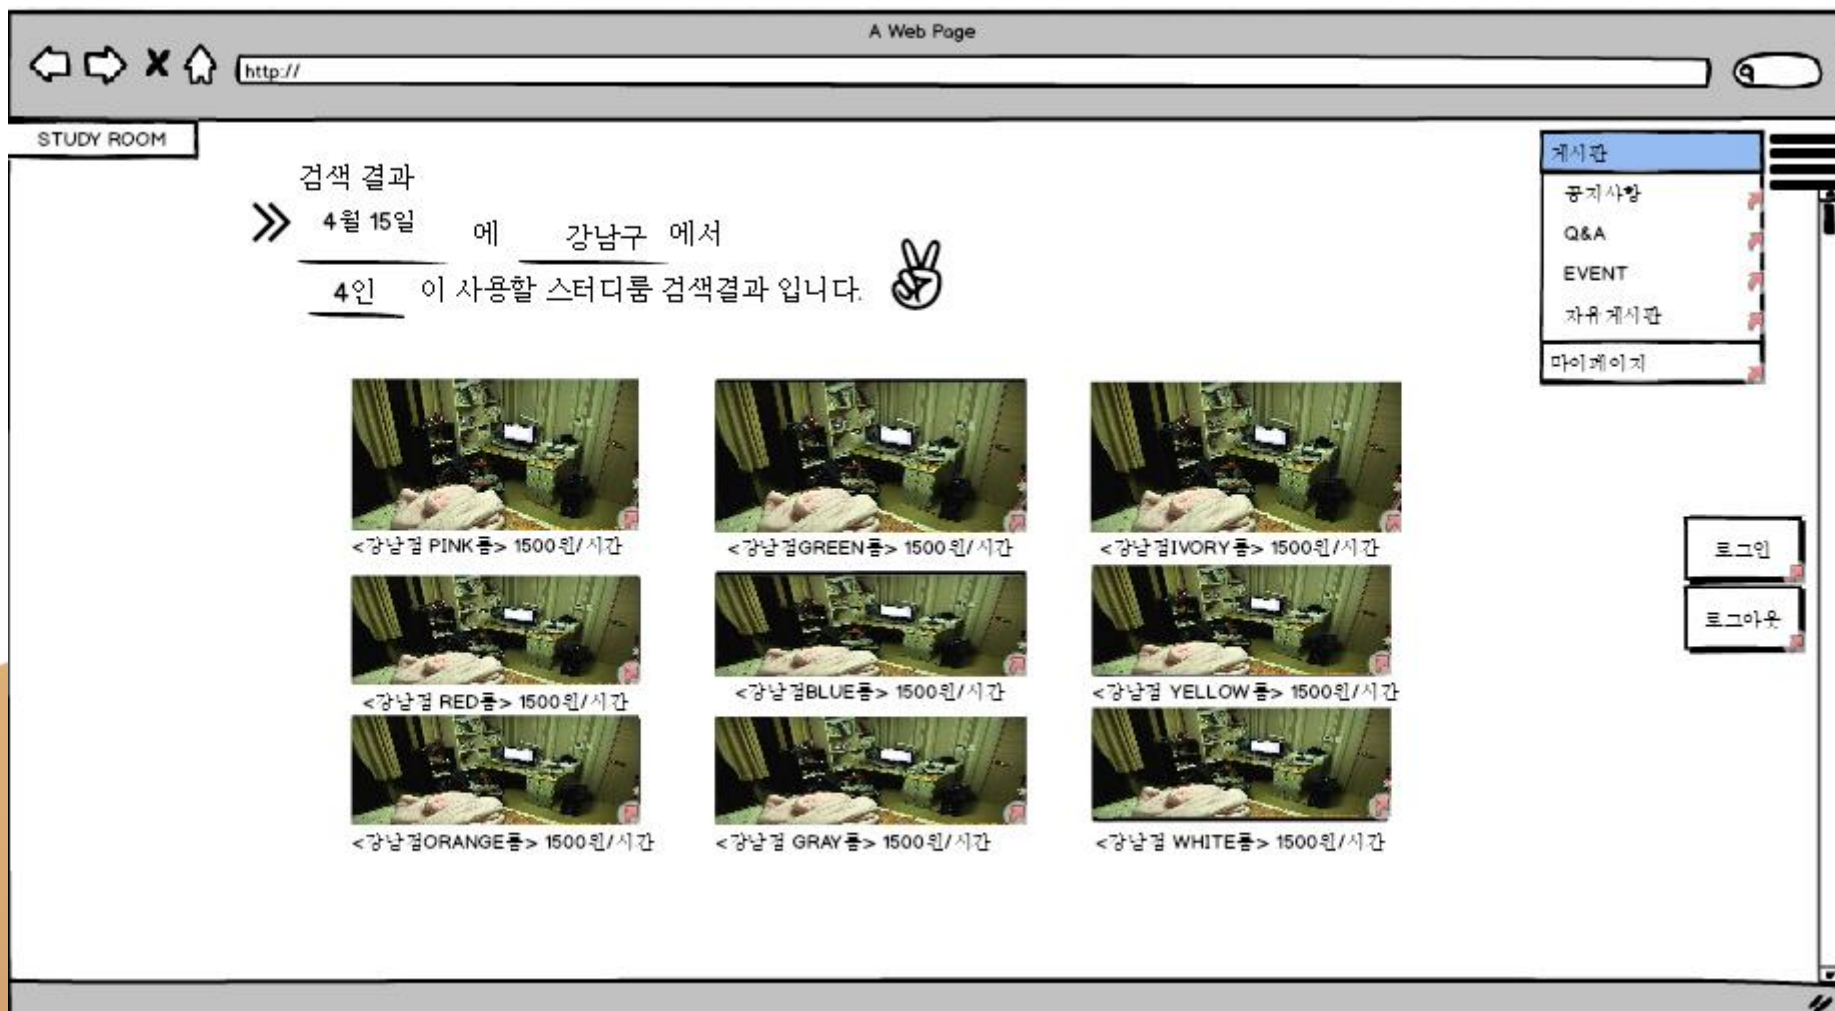 A Web Page
http://
STUDY ROOM
검색 결과
4월 15일 에 강남구 에서
4인 이 사용할 스터디룸 검색결과 입니다.
게시판
공지사항
Q&A
EVENT
자유게시판
마이페이지
<강남점 PINK룸> 1500원/시간
<강남점GREEN룸> 1500원/시간
<강남점IVORY룸> 1500원/시간
로그인
<강남점 RED룸> 1500원/시간
<강남점BLUE룸> 1500원/시간
<강남점 YELLOW룸> 1500원/시간
로그아웃
<강남점ORANGE룸> 1500원/시간
<강남점 GRAY룸> 1500원/시간
<강남점 WHITE룸> 1500원/시간